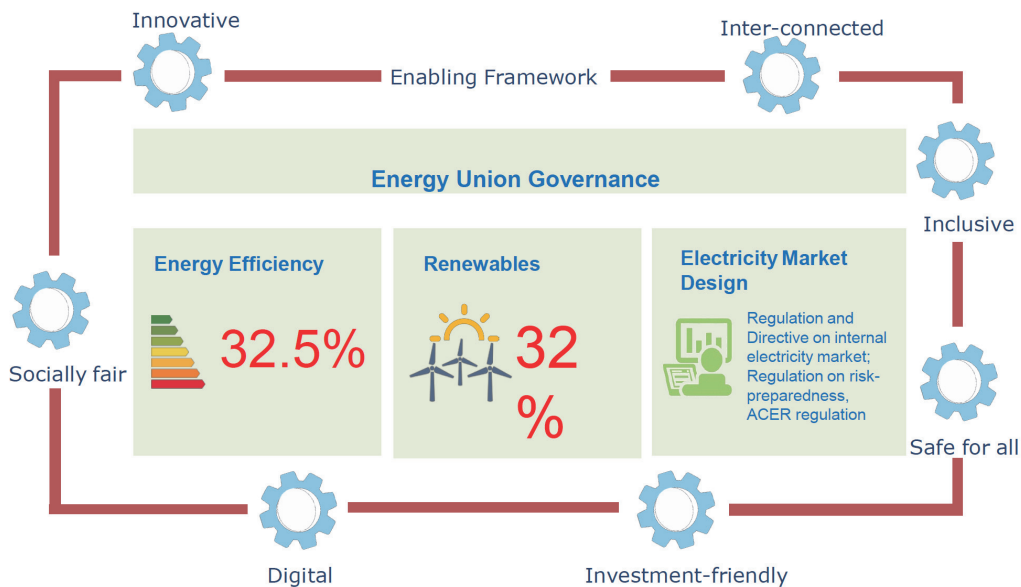 Innovative
Inter-connected
Enabling Framework
Energy Union Governance
Inclusive
Energy Efficiency
32.5%
Renewables
32
%
Electricity Market
Design
Regulation and
Directive on internal
electricity market;
Regulation on risk-
preparedness,
ACER regulation
Socially fair
Safe for all
Digital
Investment-friendly